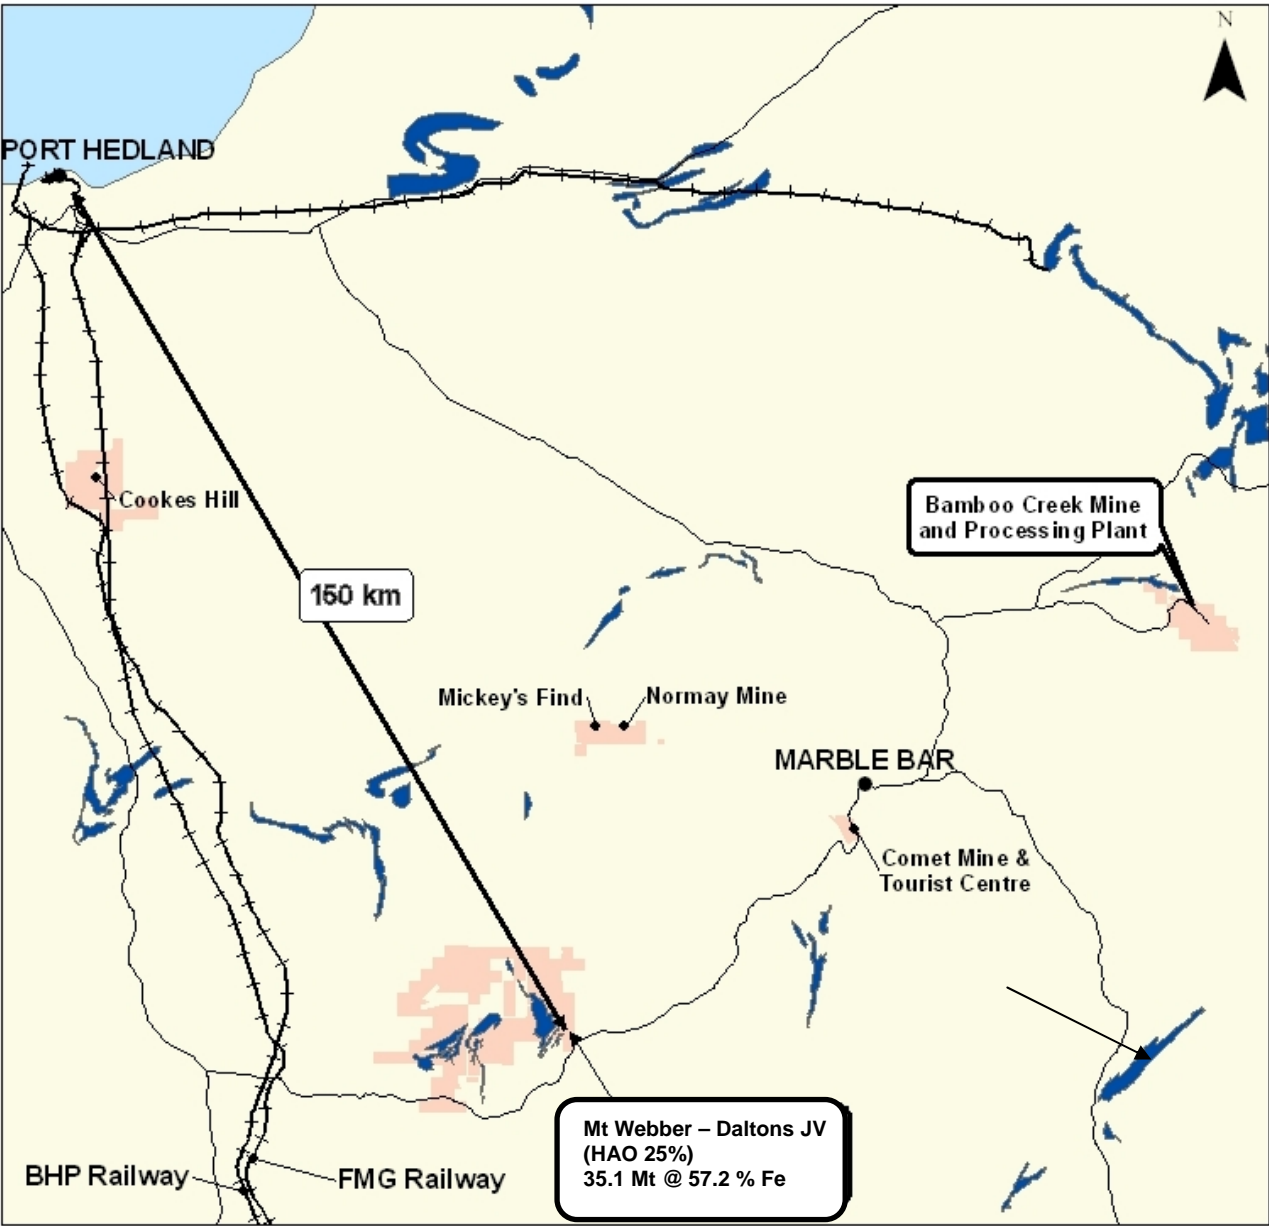 N
PORT HEDLAND
Cookes Hill
Bamboo Creek Mine
and Processing Plant
150 km
Mickey's Find
Normay Mine
MARBLE BAR
Comet Mine &
Tourist Centre
Mt Webber – Daltons JV
(HAO 25%)
35.1 Mt @ 57.2 % Fe
BHP Railway
FMG Railway